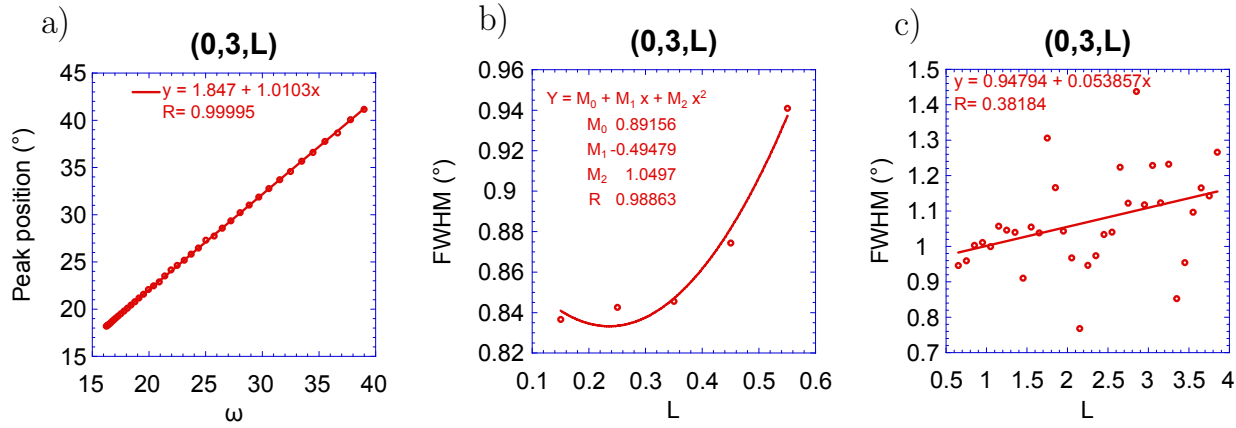 a)
(0,3,L)
y = 1.847 + 1.0103x
R= 0.99995
Peak position (°)
45
40
35
30
25
20
15
15
20
25
30
35
40
ω
b)
(0,3,L)
Y = M0 + M1 x + M2 x²
M0 0.89156
M1 -0.49479
M2 1.0497
R 0.98863
FWHM (°)
0.96
0.94
0.92
0.9
0.88
0.86
0.84
0.82
0.1
0.2
0.3
0.4
0.5
0.6
L
c)
(0,3,L)
y = 0.94794 + 0.053857x
R= 0.38184
FWHM (°)
1.5
1.4
1.3
1.2
1.1
1
0.9
0.8
0.7
0.5
1
1.5
2
2.5
3
3.5
4
L